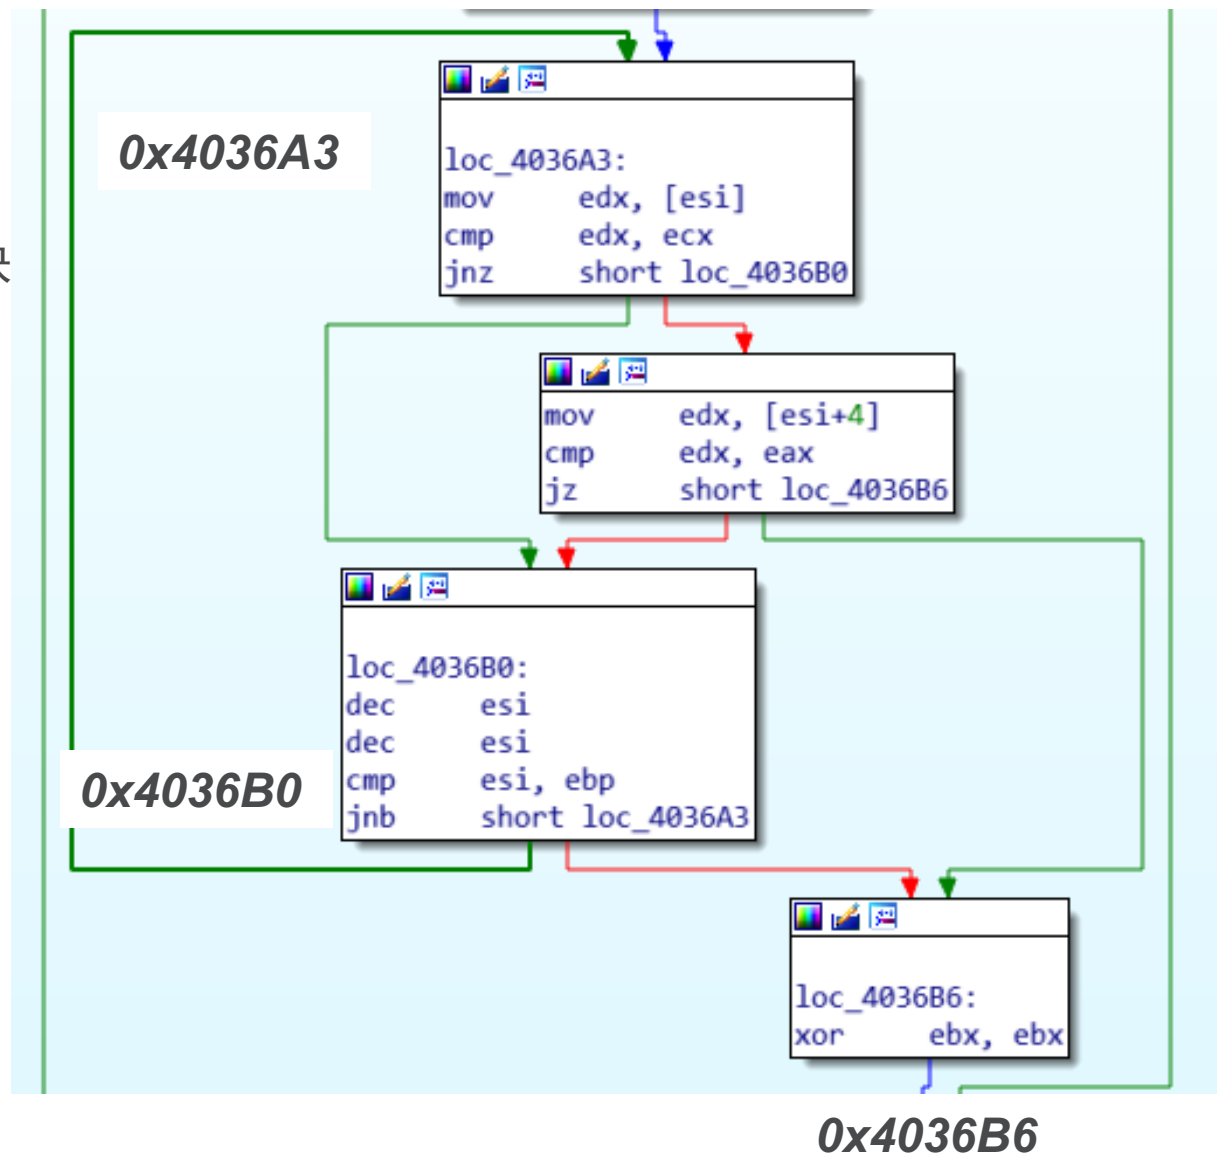 0x4036A3
loc_4036A3:
mov edx, [esi]
cmp edx, ecx
jnz short loc_4036B0
mov edx, [esi+4]
cmp edx, eax
jz short loc_4036B6
loc_4036B0:
dec esi
dec esi
cmp esi, ebp
jnb short loc_4036A3
0x4036B0
loc_4036B6:
xor ebx, ebx
0x4036B6